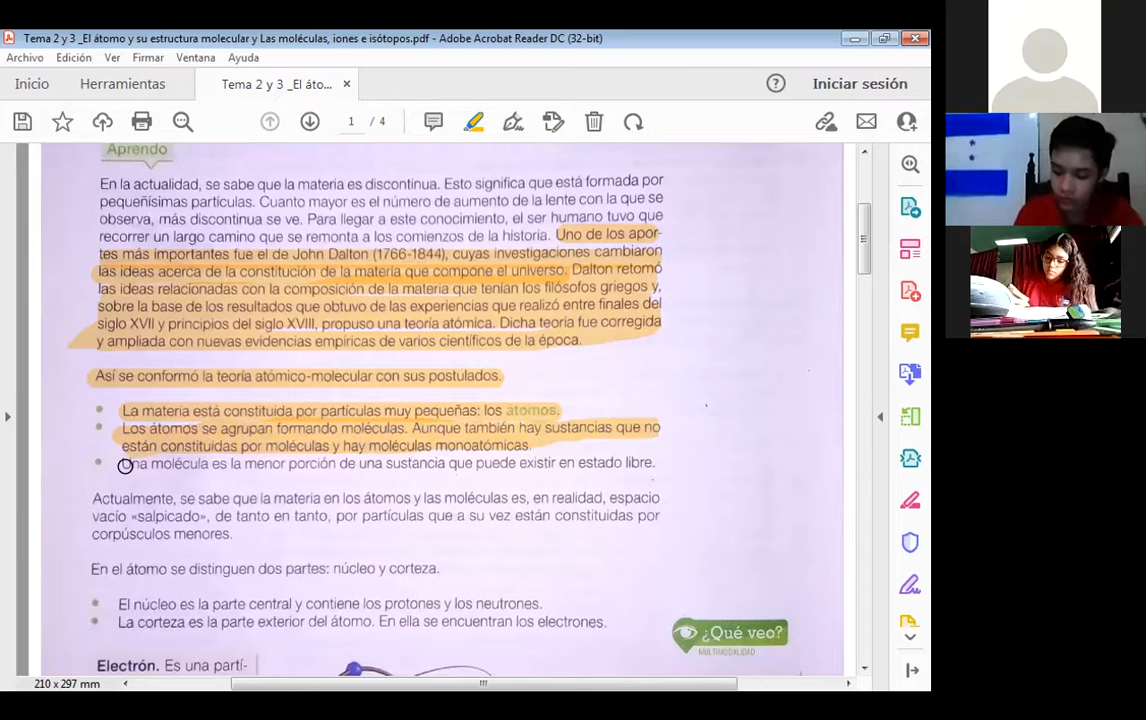 Tema 2 y 3 _El átomo y su estructura molecular y Las moléculas, iones e isótopos.pdf - Adobe Acrobat Reader DC (32-bit)
Archivo Edición Ver Firmar Ventana Ayuda
Inicio Herramientas Tema 2 y 3 _El áto... × Iniciar sesión
1 / 4
Aprendo
En la actualidad, se sabe que la materia es discontinua. Esto significa que está formada por
pequeñísimas partículas. Cuanto mayor es el número de aumento de la lente con la que se
observa, más discontinua se ve. Para llegar a este conocimiento, el ser humano tuvo que
recorrer un largo camino que se remonta a los comienzos de la historia. Uno de los apor-
tes más importantes fue el de John Dalton (1766-1844), cuyas investigaciones cambiaron
las ideas acerca de la constitución de la materia que compone el universo. Dalton retomó
las ideas relacionadas con la composición de la materia que tenían los filósofos griegos y,
sobre la base de los resultados que obtuvo de las experiencias que realizó entre finales del
siglo XVII y principios del siglo XVIII, propuso una teoría atómica. Dicha teoría fue corregida
y ampliada con nuevas evidencias empíricas de varios científicos de la época.
Así se conformó la teoría atómico-molecular con sus postulados.
La materia está constituida por partículas muy pequeñas: los átomos.
Los átomos se agrupan formando moléculas. Aunque también hay sustancias que no
están constituidas por moléculas y hay moléculas monoatómicas.
Una molécula es la menor porción de una sustancia que puede existir en estado libre.
Actualmente, se sabe que la materia en los átomos y las moléculas es, en realidad, espacio
vacío «salpicado», de tanto en tanto, por partículas que a su vez están constituidas por
corpúsculos menores.
En el átomo se distinguen dos partes: núcleo y corteza.
El núcleo es la parte central y contiene los protones y los neutrones.
La corteza es la parte exterior del átomo. En ella se encuentran los electrones.
¿Qué veo?
MULTIMODALIDAD
Electrón. Es una partí-
210 x 297 mm